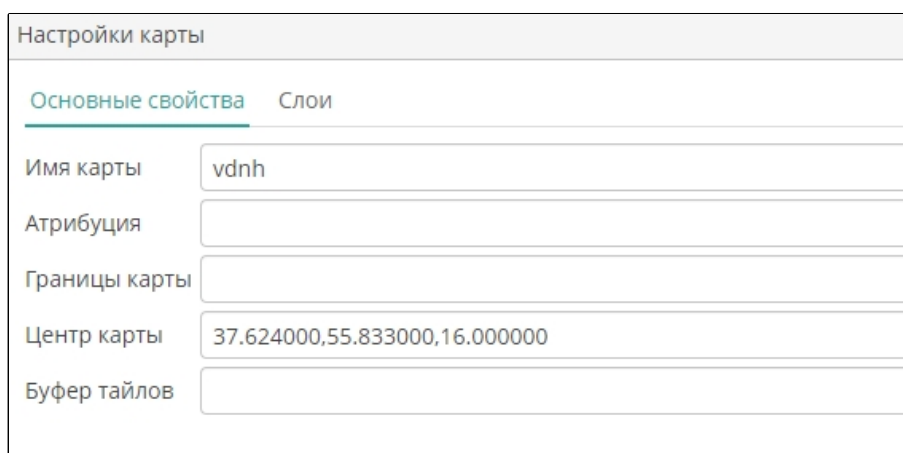 Настройки карты
Основные свойства Слои
Имя карты vdnh
Атрибуция
Границы карты
Центр карты 37.624000,55.833000,16.000000
Буфер тайлов